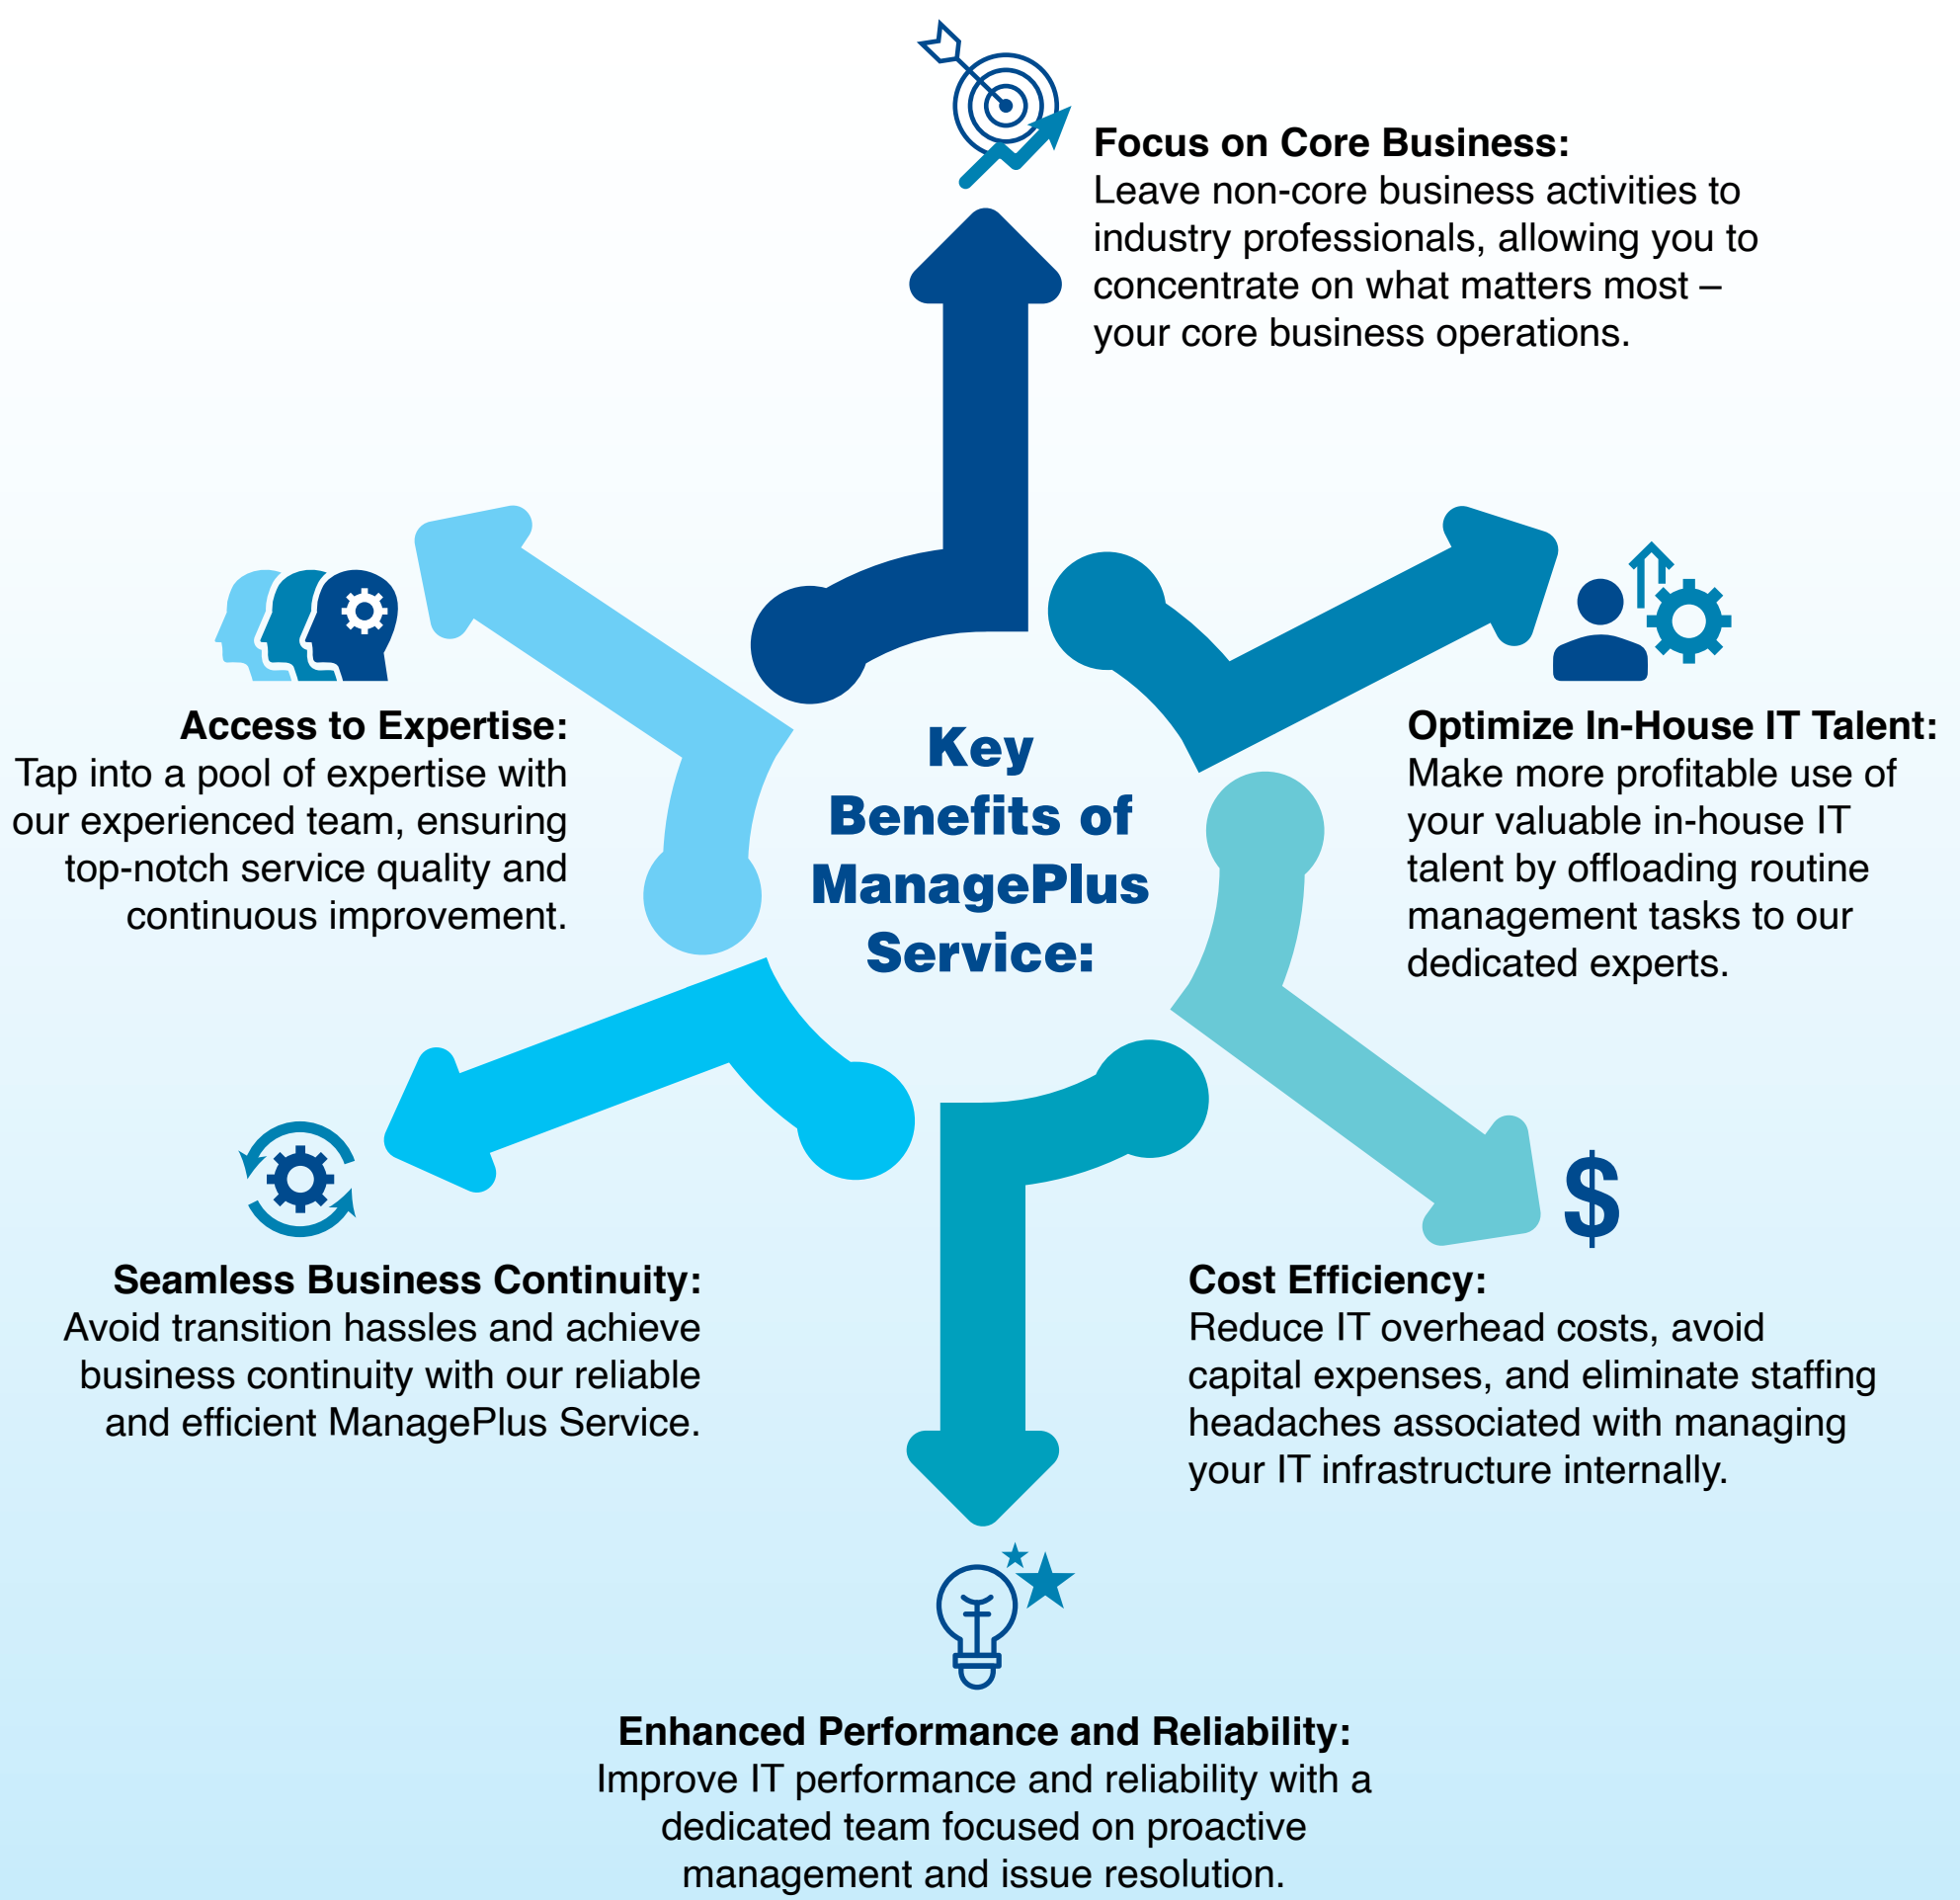 Focus on Core Business:
Leave non-core business activities to
industry professionals, allowing you to
concentrate on what matters most –
your core business operations.
Key
Benefits of
ManagePlus
Service:
Optimize In-House IT Talent:
Make more profitable use of
your valuable in-house IT
talent by offloading routine
management tasks to our
dedicated experts.
$
Cost Efficiency:
Reduce IT overhead costs, avoid
capital expenses, and eliminate staffing
headaches associated with managing
your IT infrastructure internally.
Enhanced Performance and Reliability:
Improve IT performance and reliability with a
dedicated team focused on proactive
management and issue resolution.
Seamless Business Continuity:
Avoid transition hassles and achieve
business continuity with our reliable
and efficient ManagePlus Service.
Access to Expertise:
Tap into a pool of expertise with
our experienced team, ensuring
top-notch service quality and
continuous improvement.